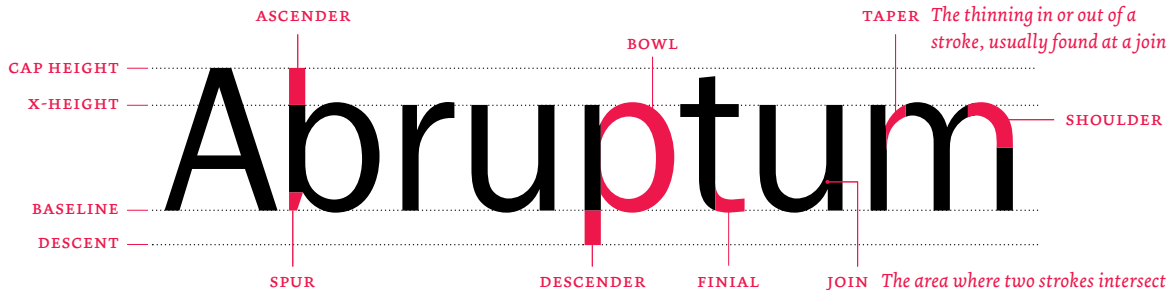 ASCENDER
TAPER The thinning in or out of a
stroke, usually found at a join
BOWL
CAP HEIGHT
X-HEIGHT
Abruptum
SHOULDER
BASELINE
DESCENT
SPUR
DESCENDER
FINIAL
JOIN The area where two strokes intersect